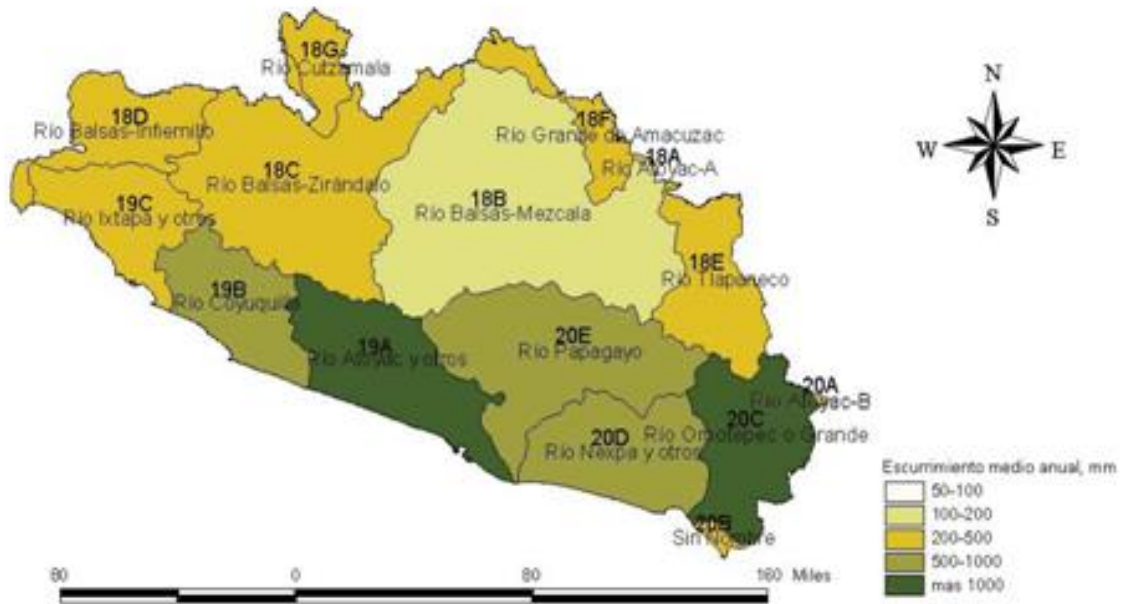 18G
Río Cutzamala
18D
Río Balsas-Infiernillo
18F
Río Grande de Amacuzac
18A
Río Atoyac-A
18C
Río Balsas-Zirándalo
18B
Río Balsas-Mezcala
19C
Río Ixtapa y otros
18E
Río Tlapaneco
19B
Río Coyuquilla
19A
Río Atoyac y otros
20E
Río Papagayo
20A
Río Atoyac-B
20C
Río Ometepec o Grande
20D
Río Nexpa y otros
20B
Sin Nombre
N
W
E
S
Escurrimiento medio anual, mm
50-100
100-200
200-500
500-1000
mas 1000
80 0 80 160 Miles